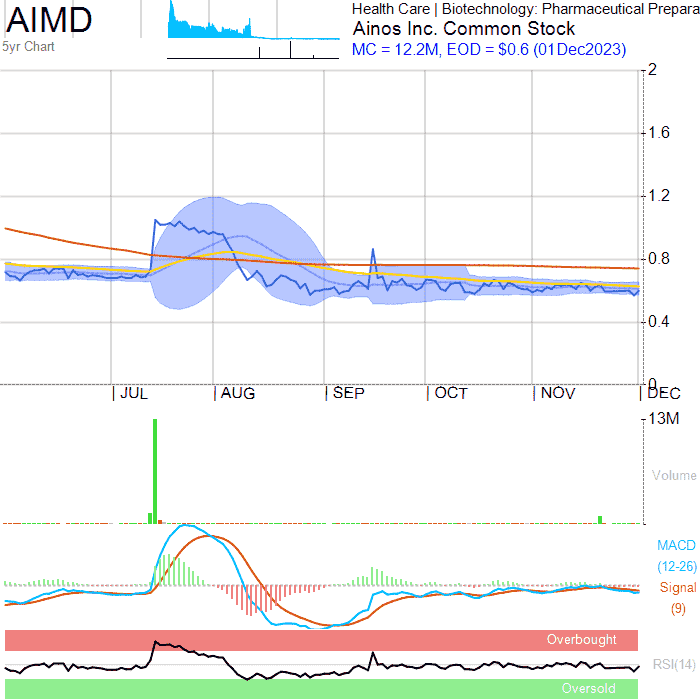 AIMD
5yr Chart
Health Care | Biotechnology: Pharmaceutical Prepara
Ainos Inc. Common Stock
MC = 12.2M, EOD = $0.6 (01Dec2023)
2
1.6
1.2
0.8
0.4
0
JUL AUG SEP OCT NOV DEC
13M
Volume
MACD
(12-26)
Signal
(9)
Overbought
RSI(14)
Oversold